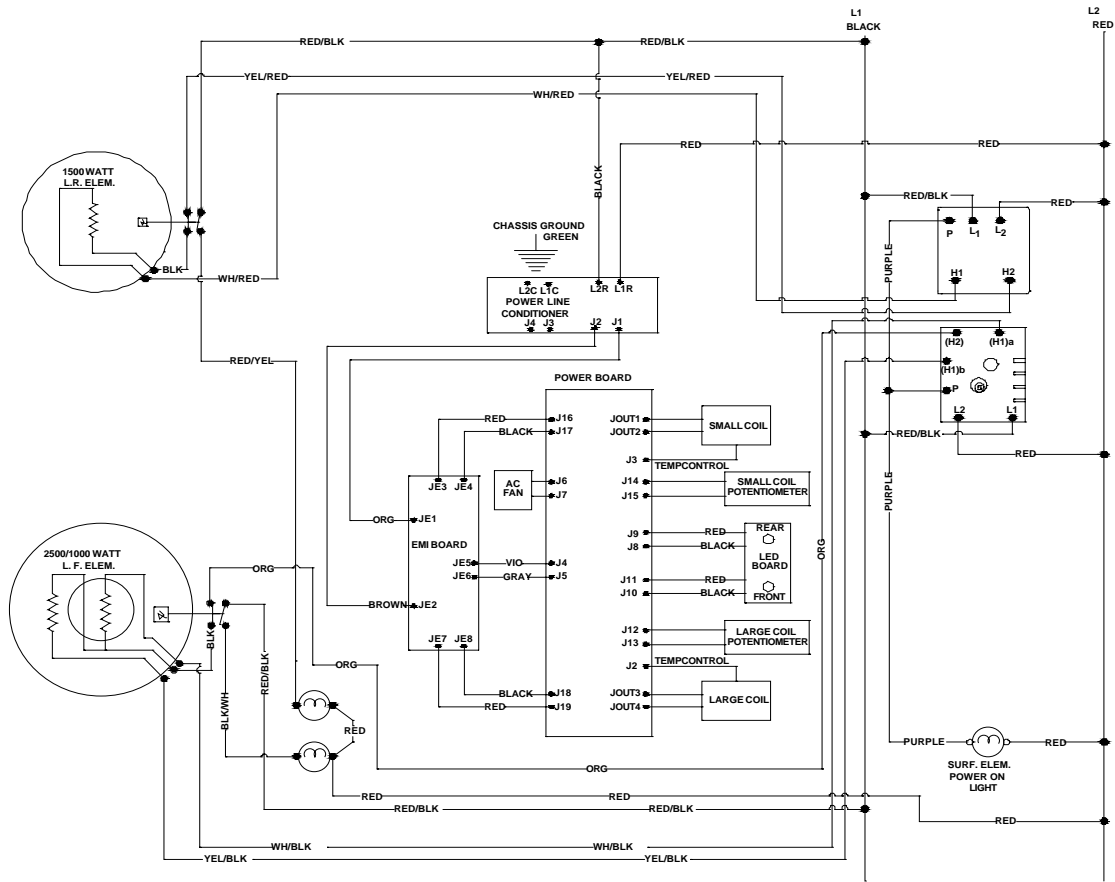 L1
BLACK
L2
RED
RED/BLK
RED/BLK
YEL/RED
YEL/RED
WH/RED
RED
RED
1500 WATT
L.R. ELEM.
BLACK
RED/BLK
RED
P
L1
L2
CHASSIS GROUND
GREEN
BLK
WH/RED
PURPLE
H1
H2
L2C
L1C
L2R
L1R
POWER LINE
CONDITIONER
J4
J3
J2
J1
(H2)
(H1)a
RED/YEL
(H1)b
POWER BOARD
P
L2
L1
RED
J16
JOUT1
SMALL COIL
BLACK
J17
JOUT2
RED/BLK
RED
J3
TEMPCONTROL
JE3
JE4
AC
FAN
J6
J7
J14
J15
SMALL COIL
POTENTIOMETER
PURPLE
ORG
JE1
EMI BOARD
J9
RED
REAR
J8
BLACK
LED
BOARD
ORG
2500/1000 WATT
L. F. ELEM.
ORG
JE5
VIO
J4
JE6
GRAY
J5
J11
RED
J10
BLACK
FRONT
BROWN
JE2
BLK
JE7
JE8
J12
J13
LARGE COIL
POTENTIOMETER
J2
TEMPCONTROL
ORG
RED/BLK
BLK/WH
BLACK
J18
RED
J19
JOUT3
JOUT4
LARGE COIL
RED
PURPLE
RED
SURF. ELEM.
POWER ON
LIGHT
ORG
RED
RED
RED/BLK
RED/BLK
RED
WH/BLK
WH/BLK
YEL/BLK
YEL/BLK